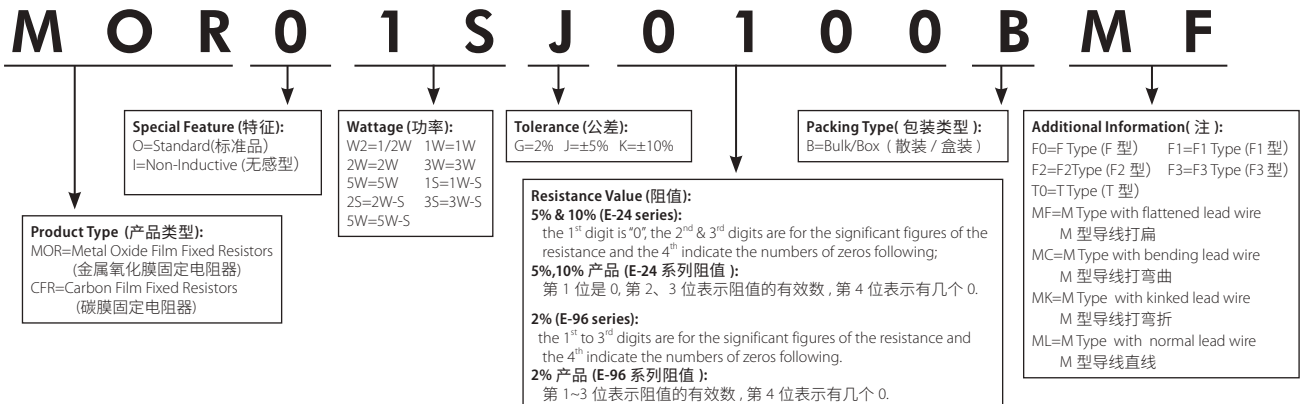 M O R 0 1 S J 0 1 0 0 B M F
Special Feature (特征):
O=Standard(标准品)
I=Non-Inductive (无感型)
Wattage (功率):
W2=1/2W 1W=1W
2W=2W 3W=3W
5W=5W 1S=1W-S
2S=2W-S 3S=3W-S
5W=5W-S
Tolerance (公差):
G=2% J=±5% K=±10%
Packing Type( 包装类型 ):
B=Bulk/Box ( 散装 / 盒装 )
Additional Information( 注 ):
F0=F Type (F 型) F1=F1 Type (F1 型)
F2=F2Type (F2 型) F3=F3 Type (F3 型)
T0=T Type (T 型)
MF=M Type with flattened lead wire
M 型导线打扁
MC=M Type with bending lead wire
M 型导线打弯曲
MK=M Type with kinked lead wire
M 型导线打弯折
ML=M Type with normal lead wire
M 型导线直线
Product Type (产品类型):
MOR=Metal Oxide Film Fixed Resistors
(金属氧化膜固定电阻器)
CFR=Carbon Film Fixed Resistors
(碳膜固定电阻器)
Resistance Value (阻值):
5% & 10% (E-24 series):
the 1st digit is "0", the 2nd & 3rd digits are for the significant figures of the
resistance and the 4th indicate the numbers of zeros following;
5%,10% 产品 (E-24 系列阻值 ):
第 1 位是 0, 第 2、3 位表示阻值的有效数 , 第 4 位表示有几个 0.
2% (E-96 series):
the 1st to 3rd digits are for the significant figures of the resistance and
the 4th indicate the numbers of zeros following.
2% 产品 (E-96 系列阻值 ):
第 1~3 位表示阻值的有效数 , 第 4 位表示有几个 0.